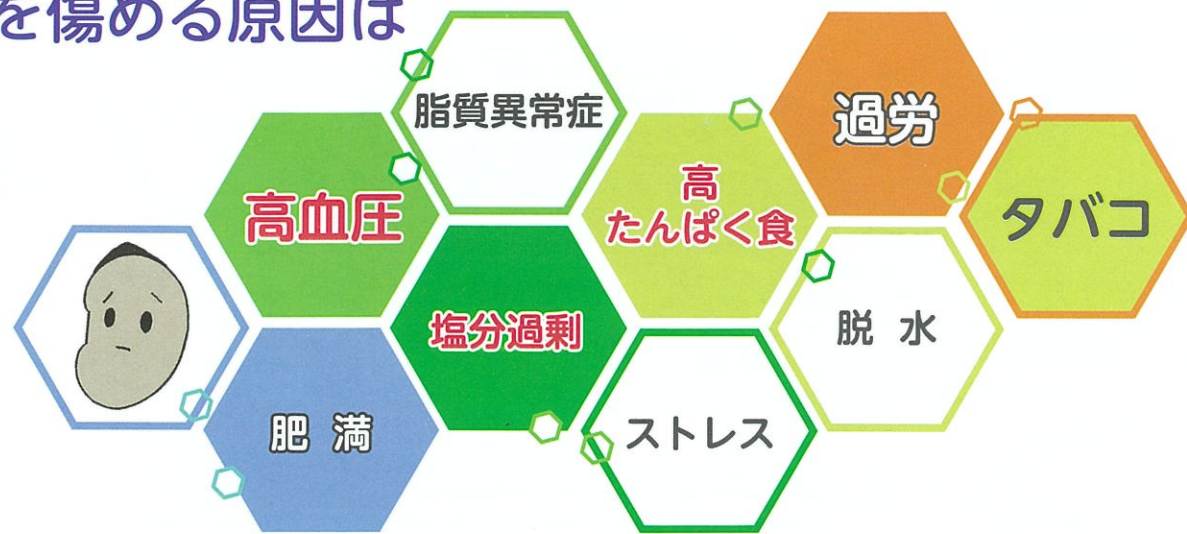 を傷める原因は
脂質異常症
過労
高血圧
高
たんぱく食
タバコ
塩分過剰
脱 水
肥 満
ストレス